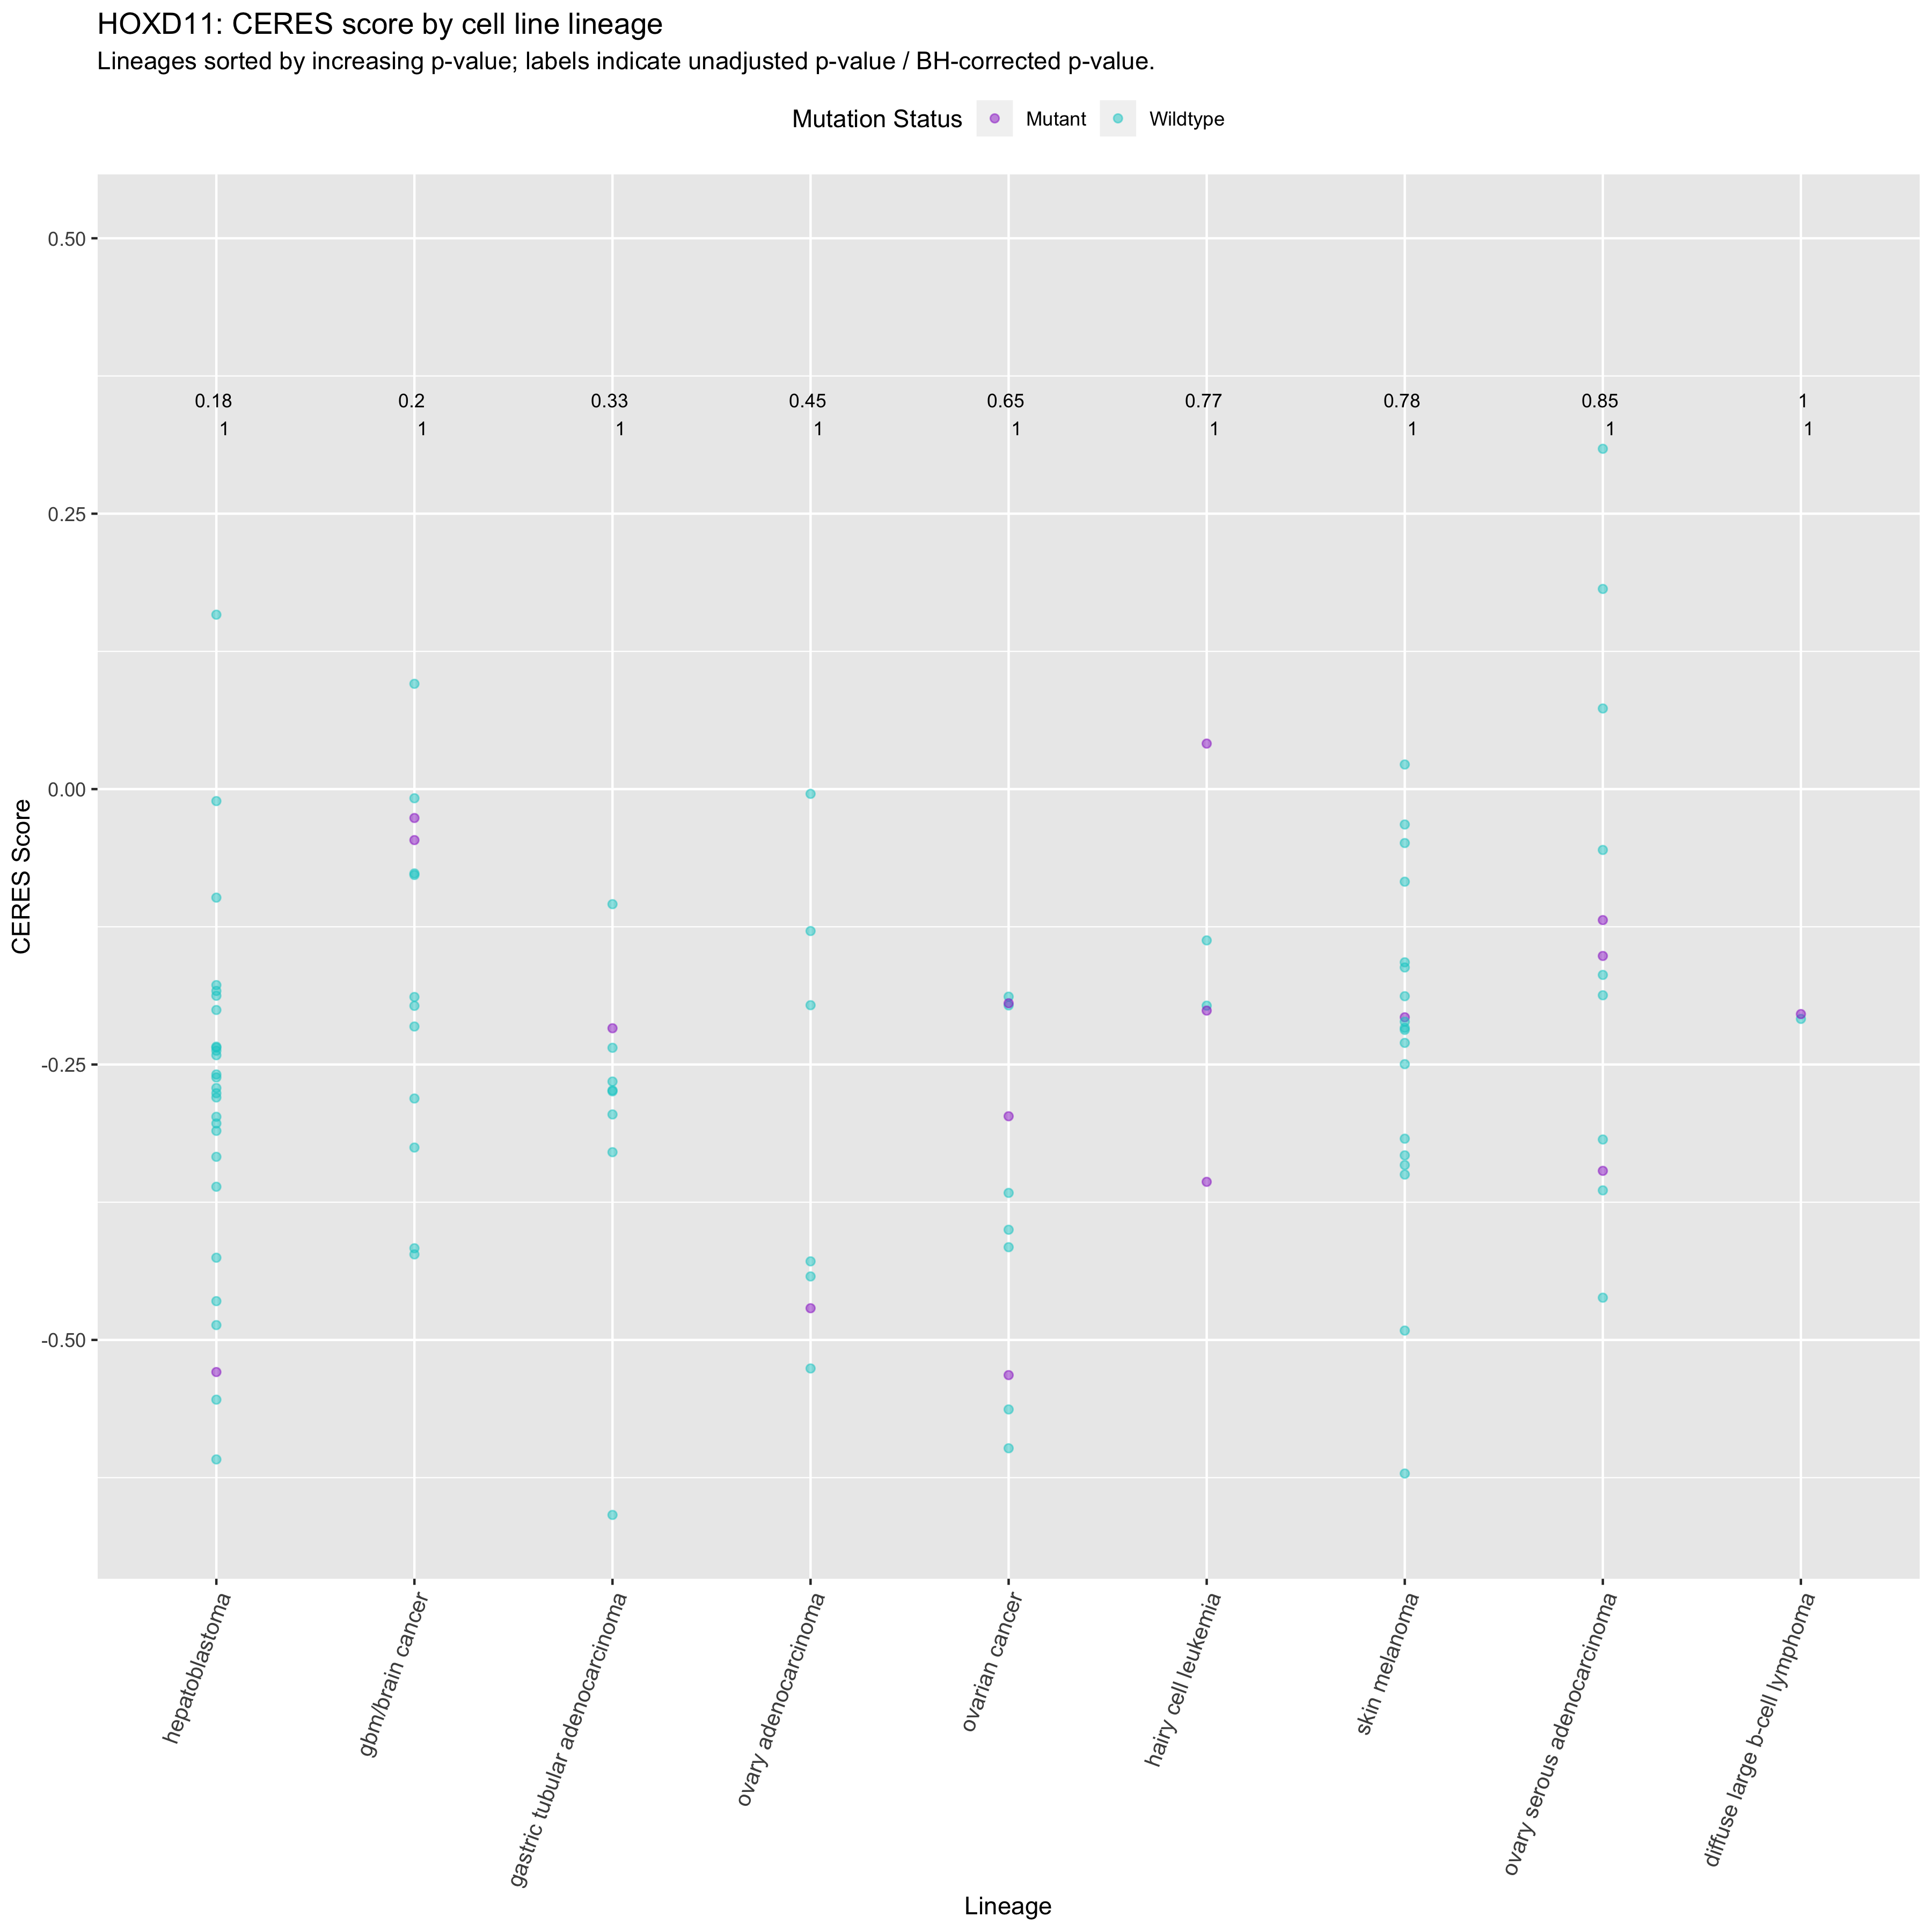 HOXD11: CERES score by cell line lineage
Lineages sorted by increasing p-value; labels indicate unadjusted p-value / BH-corrected p-value.
Mutation Status Mutant Wildtype
0.50
0.18 0.2 0.33 0.45 0.65 0.77 0.78 0.85 1
1 1 1 1 1 1 1 1 1
0.25
0.00
-0.25
-0.50
CERES Score
hepatoblastoma
gbm/brain cancer
gastric tubular adenocarcinoma
ovary adenocarcinoma
ovarian cancer
hairy cell leukemia
skin melanoma
ovary serous adenocarcinoma
diffuse large b-cell lymphoma
Lineage